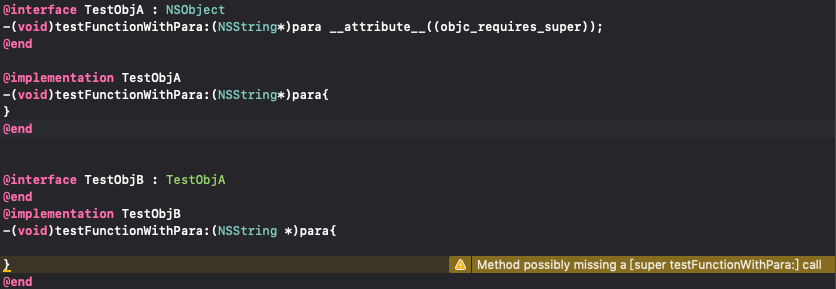 @interface TestObjA : NSObject
-(void)testFunctionWithPara:(NSString*)para __attribute__((objc_requires_super));
@end
@implementation TestObjA
-(void)testFunctionWithPara:(NSString*)para{
}
@end
@interface TestObjB : TestObjA
@end
@implementation TestObjB
-(void)testFunctionWithPara:(NSString *)para{
} Method possibly missing a [super testFunctionWithPara:] call
@end